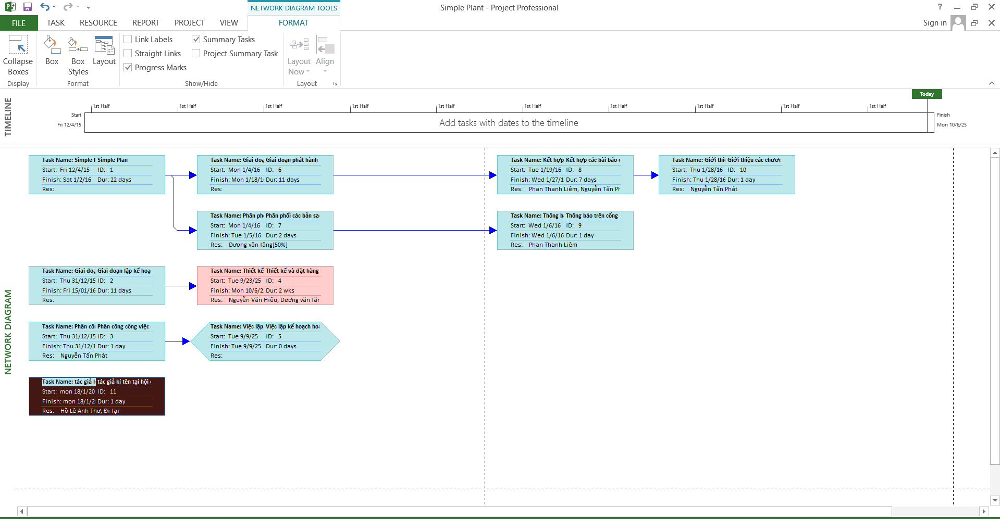 NETWORK DIAGRAM TOOLS
Simple Plant - Project Professional
FILE TASK RESOURCE REPORT PROJECT VIEW FORMAT
Sign in
Collapse Boxes
Box
Box Styles
Layout
Link Labels
Straight Links
Progress Marks
Summary Tasks
Project Summary Task
Layout Now
Align
Display
Format
Show/Hide
Layout
TIMELINE
Today
1st Half 1st Half 1st Half 1st Half 1st Half 1st Half 1st Half 1st Half 1st Half 1st Half
Start
Fri 12/4/15
Add tasks with dates to the timeline
Finish
Mon 10/6/25
NETWORK DIAGRAM
Task Name: Simple F Simple Plan
Start: Fri 12/4/15 ID: 1
Finish: Sat 1/2/16 Dur: 22 days
Res:
Task Name: Giai đoạ Giai đoạn phát hành
Start: Mon 1/4/16 ID: 6
Finish: Mon 1/18/1 Dur: 11 days
Res:
Task Name: Kết hợp Kết hợp các bài báo
Start: Tue 1/19/16 ID: 8
Finish: Wed 1/27/1 Dur: 7 days
Res: Phan Thanh Liêm, Nguyễn Tấn Pl
Task Name: Giới thi Giới thiệu các chươn
Start: Thu 1/28/16 ID: 10
Finish: Thu 1/28/16 Dur: 1 day
Res: Nguyễn Tấn Phát
Task Name: Phân ph Phân phối các bản sa
Start: Mon 1/4/16 ID: 7
Finish: Tue 1/5/16 Dur: 2 days
Res: Dương văn lăng[50%]
Task Name: Thông b Thông báo trên cổng
Start: Wed 1/6/16 ID: 9
Finish: Wed 1/6/16 Dur: 1 day
Res: Phan Thanh Liêm
Task Name: Giai đoạ Giai đoạn lập kế hoạ
Start: Thu 31/12/15 ID: 2
Finish: Fri 15/01/16 Dur: 11 days
Res:
Task Name: Thiết kế Thiết kế và đặt hàng
Start: Tue 9/23/25 ID: 4
Finish: Mon 10/6/2 Dur: 2 wks
Res: Nguyễn Văn Hiếu, Dương văn lăr
Task Name: Phân côi Phân công công việc
Start: Thu 31/12/15 ID: 3
Finish: Thu 31/12/1 Dur: 1 day
Res: Nguyễn Tấn Phát
Task Name: Việc lập Việc lập kế hoạch hoà
Start: Tue 9/9/25 ID: 5
Finish: Tue 9/9/25 Dur: 0 days
Res:
Task Name: tác giả k tác giả kí tên tại hội
Start: mon 18/1/20 ID: 11
Finish: mon 18/1/2 Dur: 1 day
Res: Hồ Lê Anh Thư, Đi lại